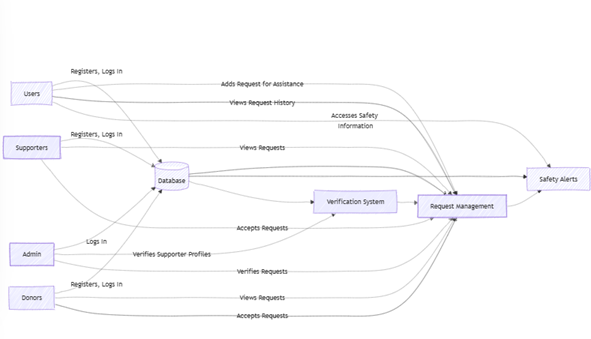 Registers, Logs In
Users
Adds Request for Assistance
Views Request History
Accesses Safety
Information
Registers, Logs In
Supporters
Views Requests
Database
Safety Alerts
Verification System
Request Management
Accepts Requests
Logs In
Admin
Verifies Supporter Profiles
Verifies Requests
Registers, Logs In
Donors
Views Requests
Accepts Requests